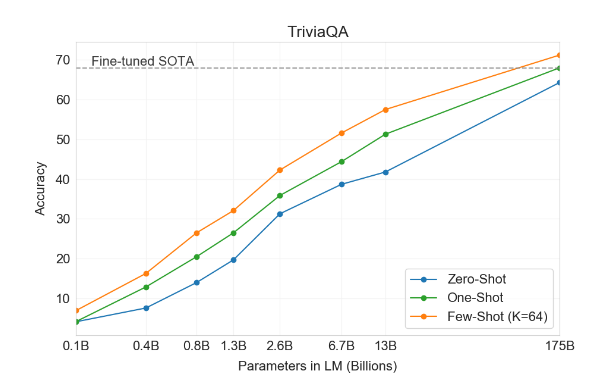 TriviaQA
Fine-tuned SOTA
70
60
50
40
30
20
10
Accuracy
0.1B 0.4B 0.8B 1.3B 2.6B 6.7B 13B 175B
Parameters in LM (Billions)
Zero-Shot
One-Shot
Few-Shot (K=64)